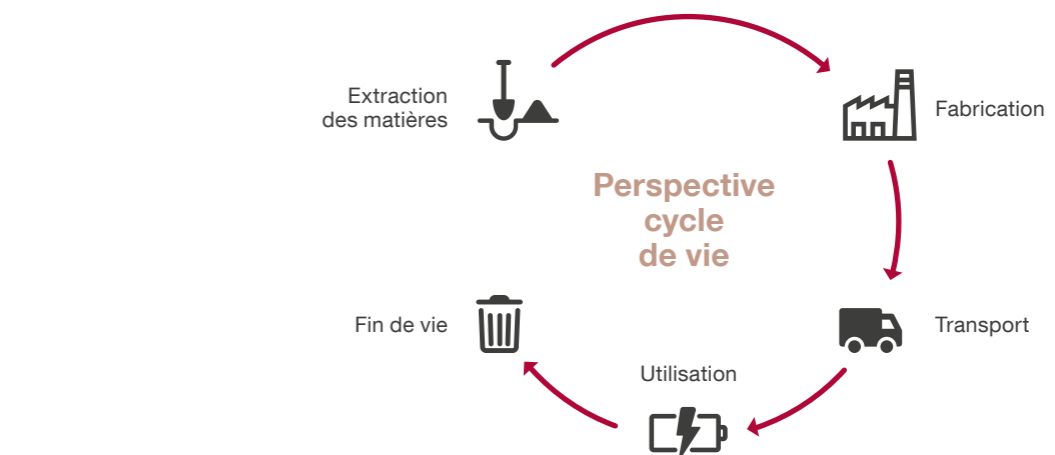 Extraction
des matières
Fabrication
Perspective
cycle
de vie
Transport
Utilisation
Fin de vie